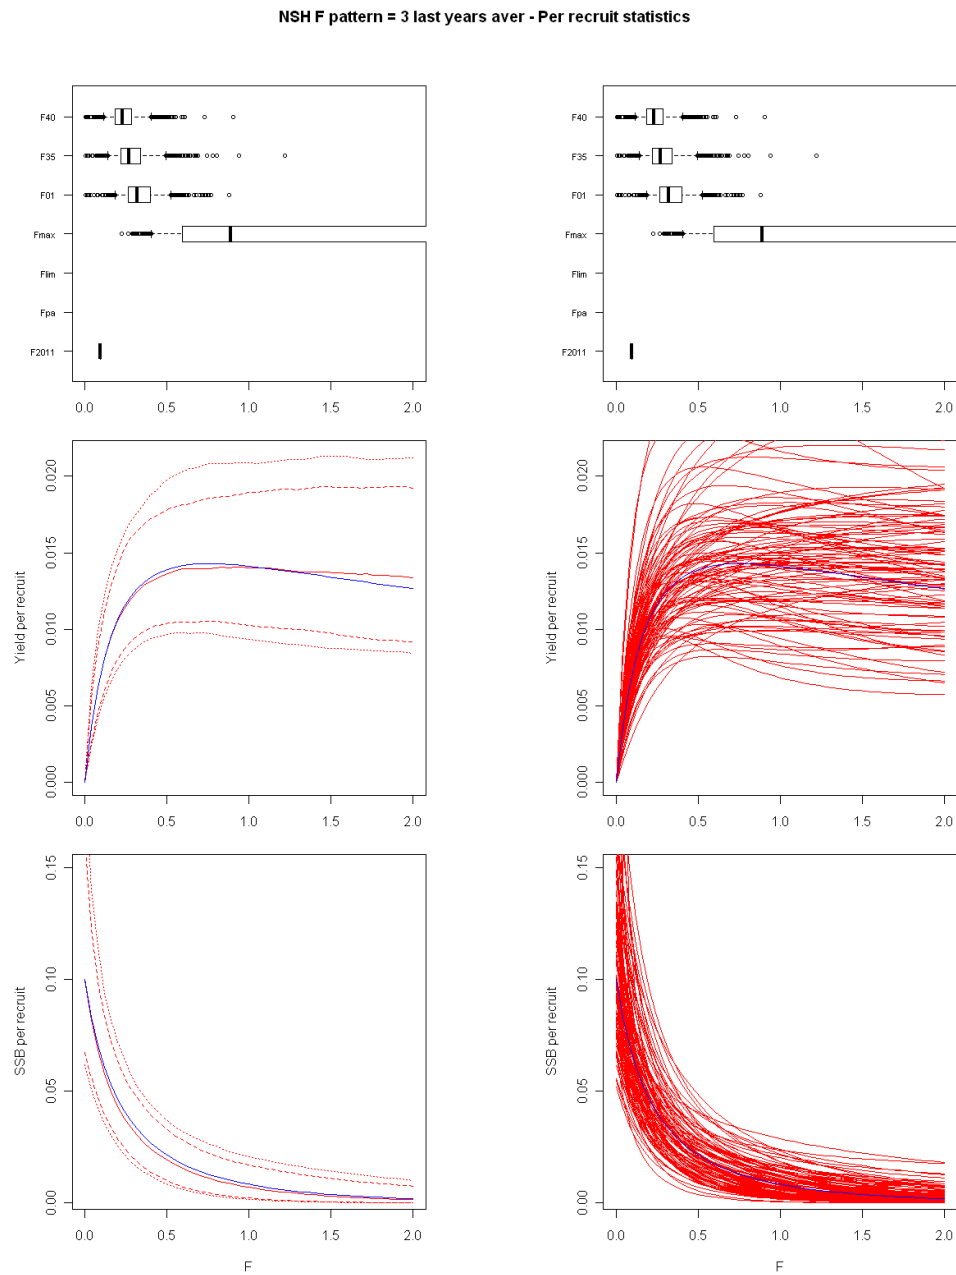 NSH F pattern = 3 last years aver - Per recruit statistics
F40
F35
F01
Fmax
Flim
Fpa
F2011
0.0 0.5 1.0 1.5 2.0
F40
F35
F01
Fmax
Flim
Fpa
F2011
0.0 0.5 1.0 1.5 2.0
Yield per recruit
0.020
0.015
0.010
0.005
0.000
0.0 0.5 1.0 1.5 2.0
Yield per recruit
0.020
0.015
0.010
0.005
0.000
0.0 0.5 1.0 1.5 2.0
SSB per recruit
0.15
0.10
0.05
0.00
0.0 0.5 1.0 1.5 2.0
F
SSB per recruit
0.15
0.10
0.05
0.00
0.0 0.5 1.0 1.5 2.0
F